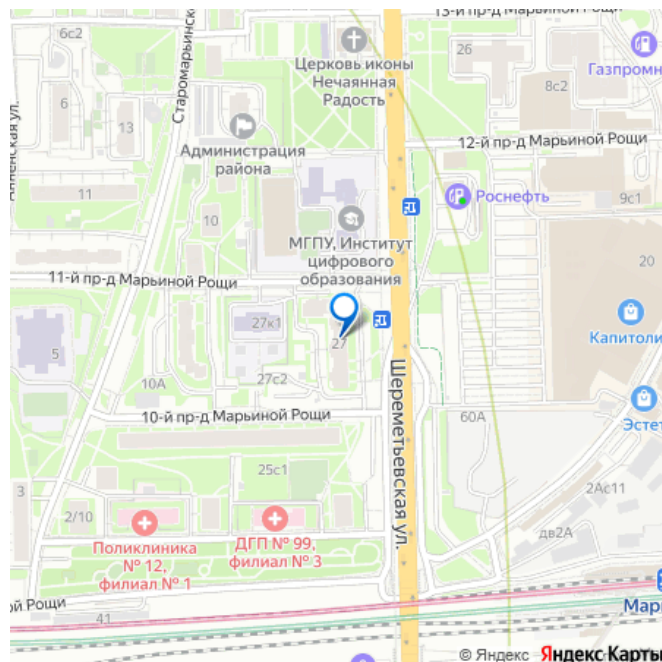 13-й пр-д Марьиной Рощи
6с2
Церковь иконы
Нечаянная
Радость
26
Газпромн
8с2
Старомарьинско
6
13
Администрация
района
12-й пр-д Марьиной Рощи
11
10
Роснефть
9с1
МГПУ, Институт
цифрового
образования
20
11-й пр-д Марьиной Рощи
27к1
27
Капитоли
5
10А
27с2
Шереметьевская ул.
10-й пр-д Марьиной Рощи
60А
Эстет
25с1
3
2/10
2Ас11
Поликлиника
№ 12,
филиал № 1
ДГП № 99,
филиал № 3
дв2А
ой Рощи
41
Мар
© Яндекс Яндекс Карты